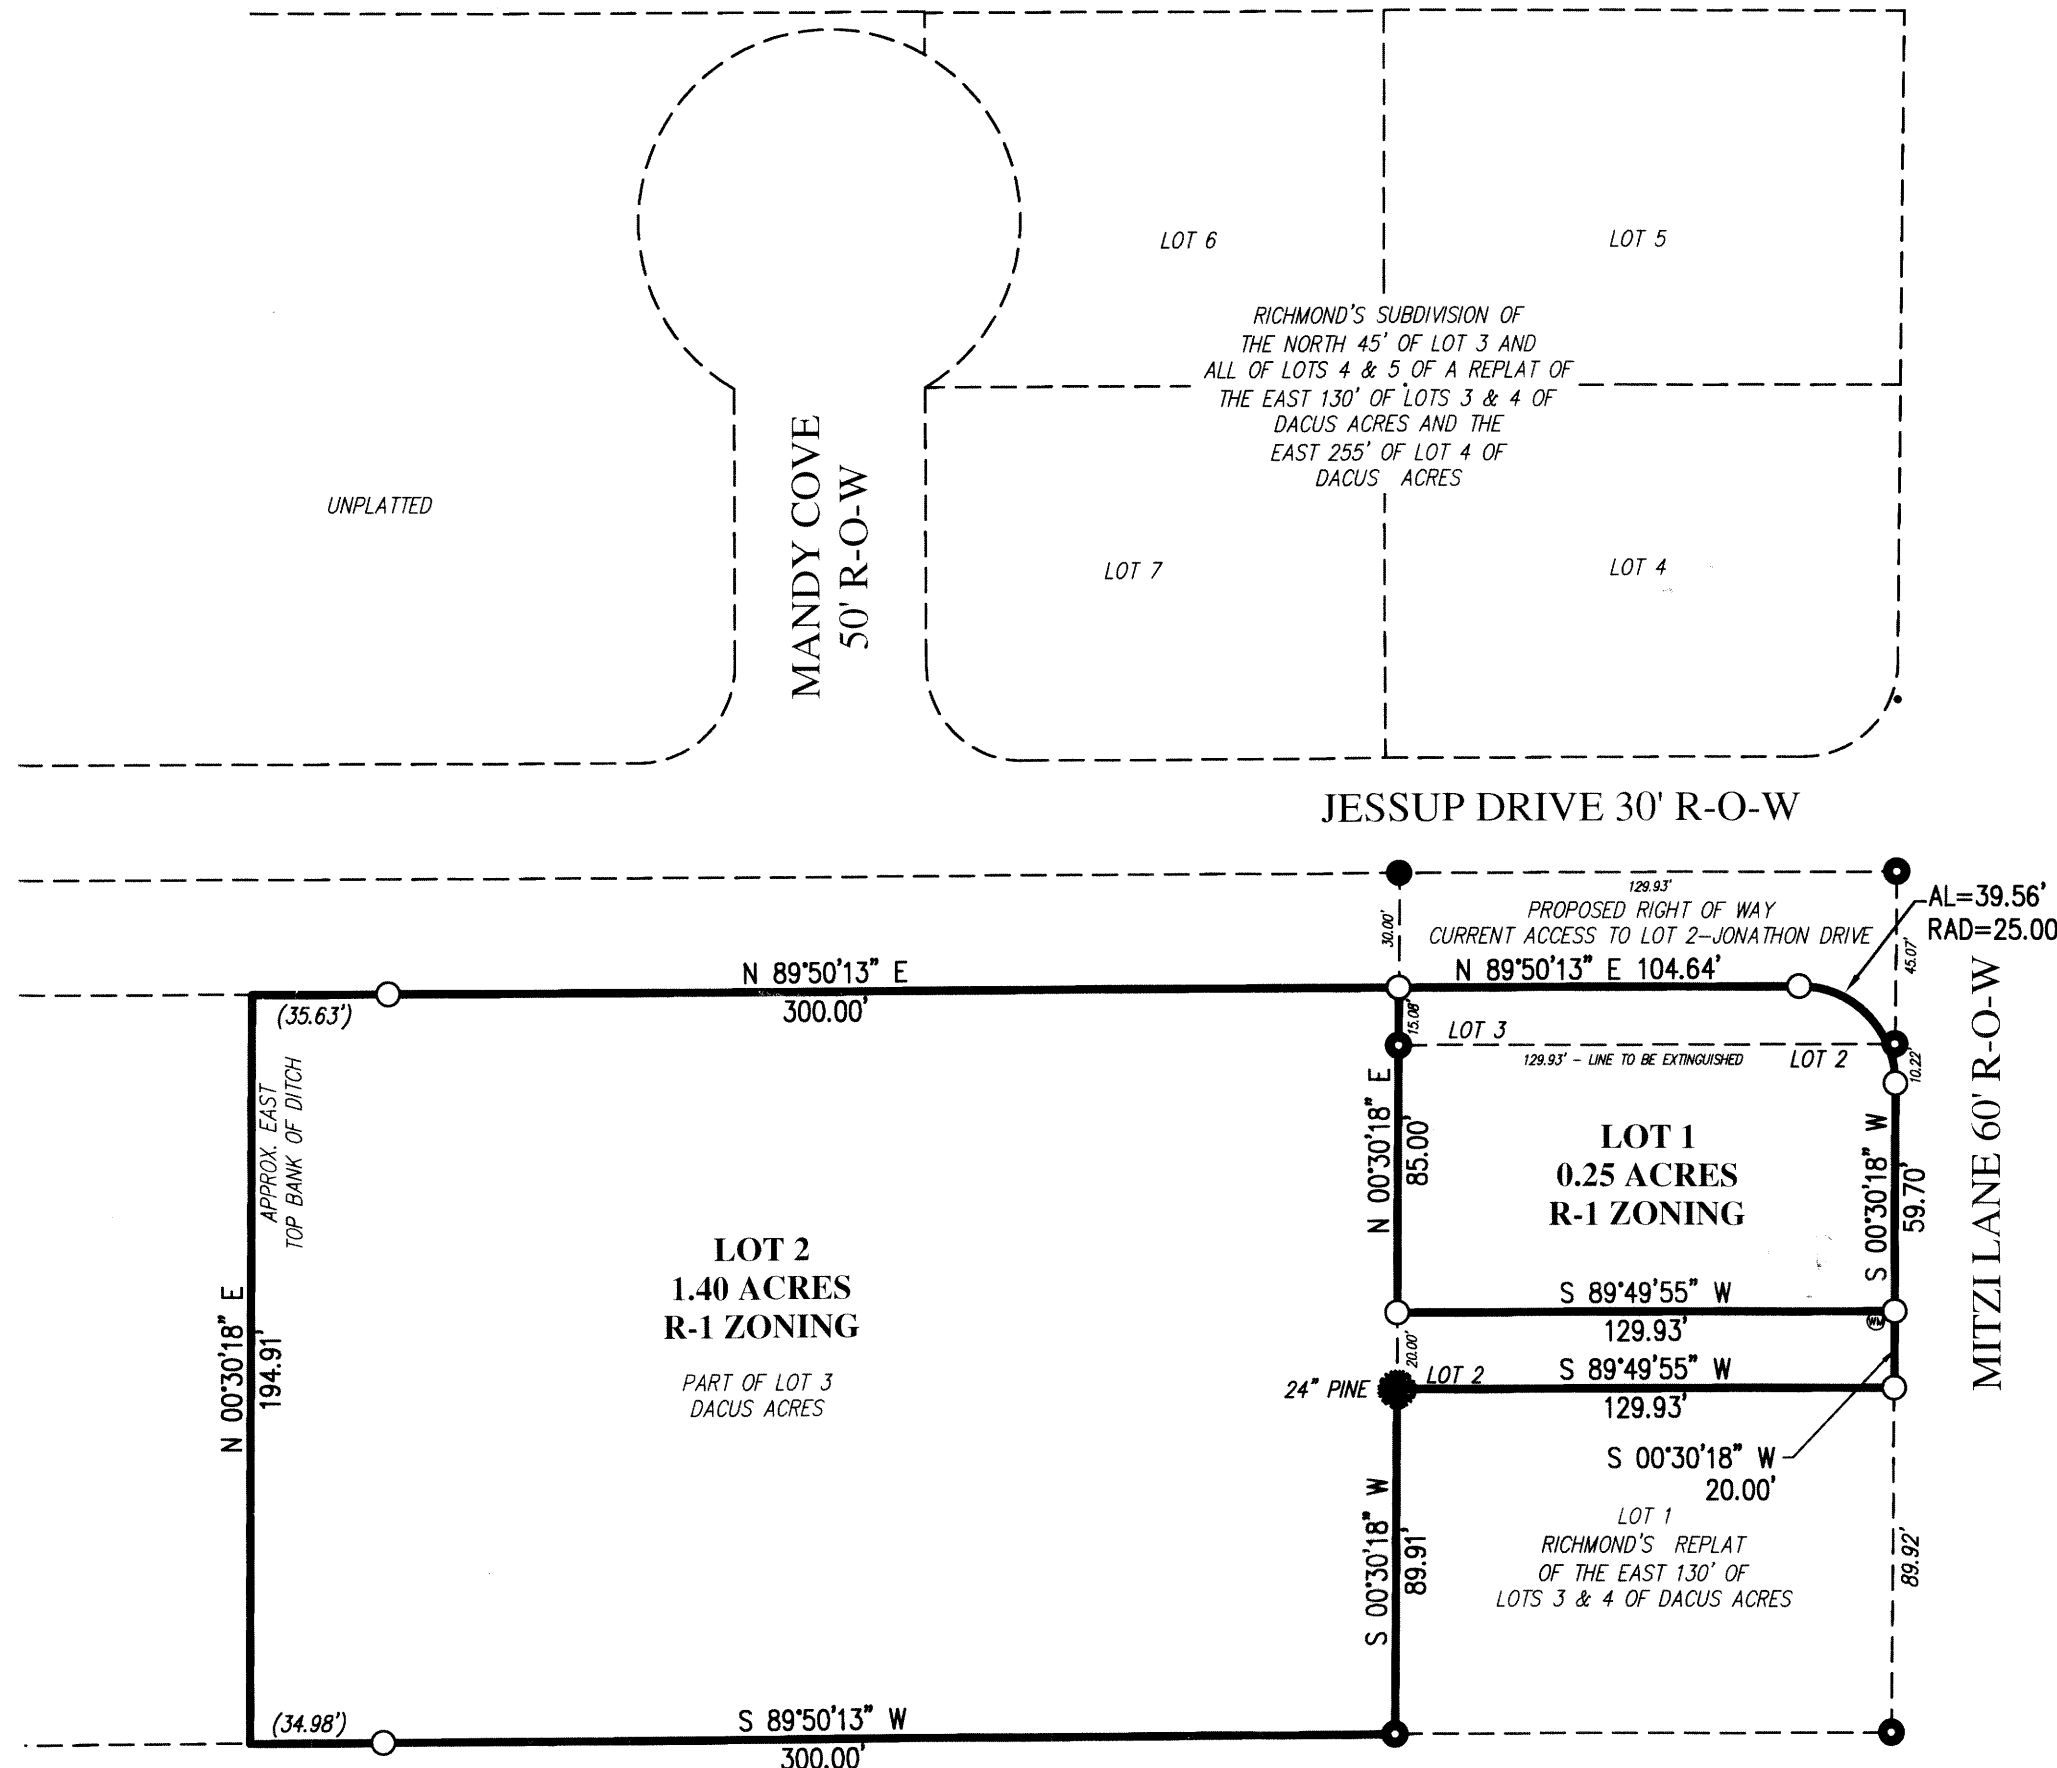 LOT 6
LOT 5
RICHMOND'S SUBDIVISION OF
THE NORTH 45' OF LOT 3 AND
ALL OF LOTS 4 & 5 OF A REPLAT OF
THE EAST 130' OF LOTS 3 & 4 OF
DACUS ACRES AND THE
EAST 255' OF LOT 4 OF
DACUS ACRES
UNPLATTED
MANDY COVE
50' R-O-W
LOT 7
LOT 4
JESSUP DRIVE 30' R-O-W
129.93'
PROPOSED RIGHT OF WAY
CURRENT ACCESS TO LOT 2-JONATHON DRIVE
30.00'
AL=39.56'
RAD=25.00
45.07'
N 89°50'13" E
300.00'
(35.63')
N 89°50'13" E 104.64'
15.08'
LOT 3
129.93' - LINE TO BE EXTINGUISHED
LOT 2
10.22'
MITZI LANE 60' R-O-W
APPROX. EAST
TOP BANK OF DITCH
N 00°30'18" E
85.00'
LOT 1
0.25 ACRES
R-1 ZONING
S 00°30'18" W
59.70'
LOT 2
1.40 ACRES
R-1 ZONING
PART OF LOT 3
DACUS ACRES
N 00°30'18" E
194.91'
S 89°49'55" W
129.93'
WM
20.00'
24" PINE
LOT 2
S 89°49'55" W
129.93'
S 00°30'18" W
20.00'
S 00°30'18" W
89.91'
LOT 1
RICHMOND'S REPLAT
OF THE EAST 130' OF
LOTS 3 & 4 OF DACUS ACRES
89.92'
(34.98')
S 89°50'13" W
300.00'